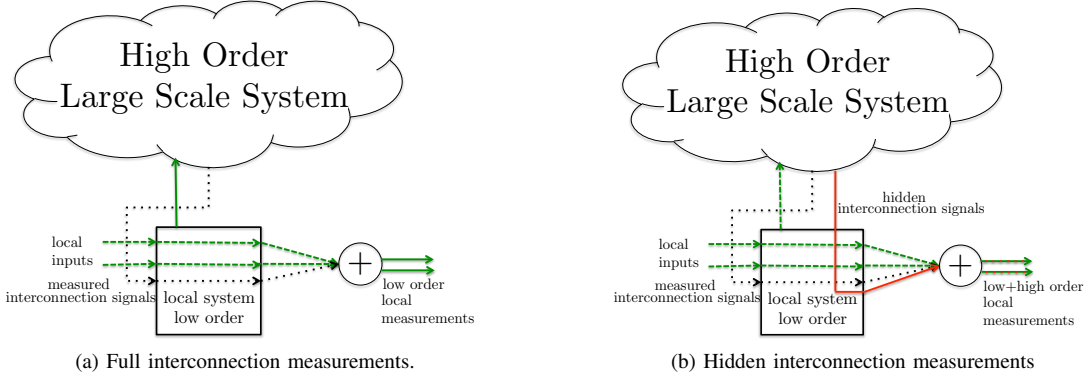 High Order
Large Scale System
local
inputs
measured
interconnection signals
local system
low order
+
low order
local
measurements
(a) Full interconnection measurements.
High Order
Large Scale System
hidden
interconnection signals
local
inputs
measured
interconnection signals
local system
low order
+
low+high order
local
measurements
(b) Hidden interconnection measurements